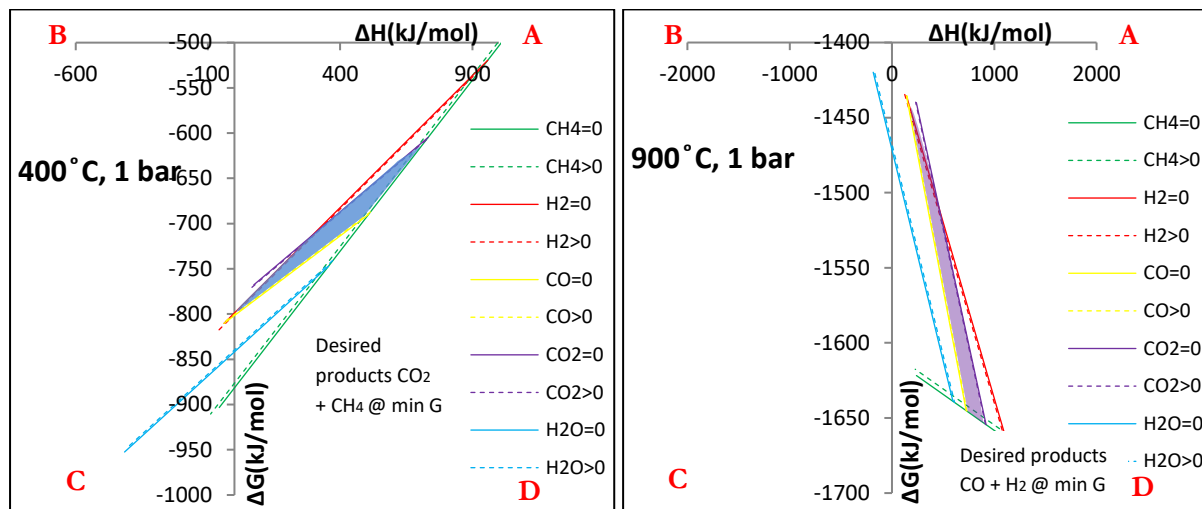 B
ΔH(kJ/mol)
A
-500
-600
-100
400
900
-550
-600
400°C, 1 bar
-650
-700
-750
-800
-850
-900
-950
-1000
CH4=0
CH4>0
H2=0
H2>0
CO=0
CO>0
CO2=0
CO2>0
H2O=0
H2O>0
Desired
products CO2
+ CH4 @ min G
ΔG(kJ/mol)
C
D
B
ΔH(kJ/mol)
A
-1400
-2000
-1000
0
1000
2000
-1450
900°C, 1 bar
-1500
-1550
-1600
-1650
-1700
CH4=0
CH4>0
H2=0
H2>0
CO=0
CO>0
CO2=0
CO2>0
H2O=0
H2O>0
ΔG(kJ/mol)
Desired products
CO + H2 @ min G
C
D